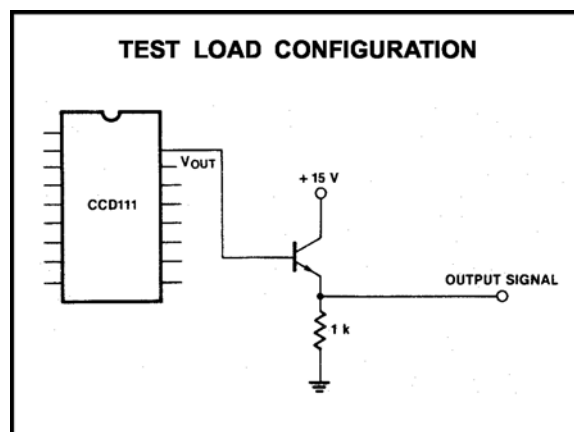 TEST LOAD CONFIGURATION
VOUT
CCD111
+ 15 V
OUTPUT SIGNAL
1 k